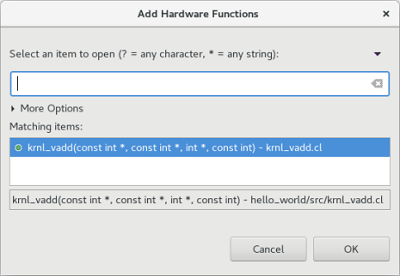 Add Hardware Functions
Select an item to open (? = any character, * = any string):
More Options
Matching items:
krnl_vadd(const int *, const int *, int *, const int) - krnl_vadd.cl
krnl_vadd(const int *, const int *, int *, const int) - hello_world/src/krnl_vadd.cl
Cancel
OK